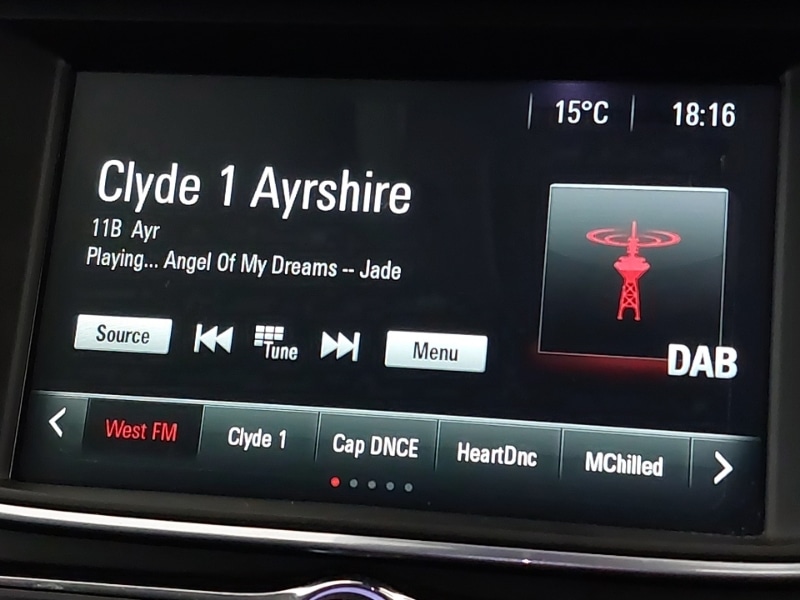 15°C 18:16
Clyde 1 Ayrshire
11B Ayr
Playing... Angel Of My Dreams -- Jade
Source Tune Menu
DAB
West FM Clyde 1 Cap DNCE HeartDnc MChilled